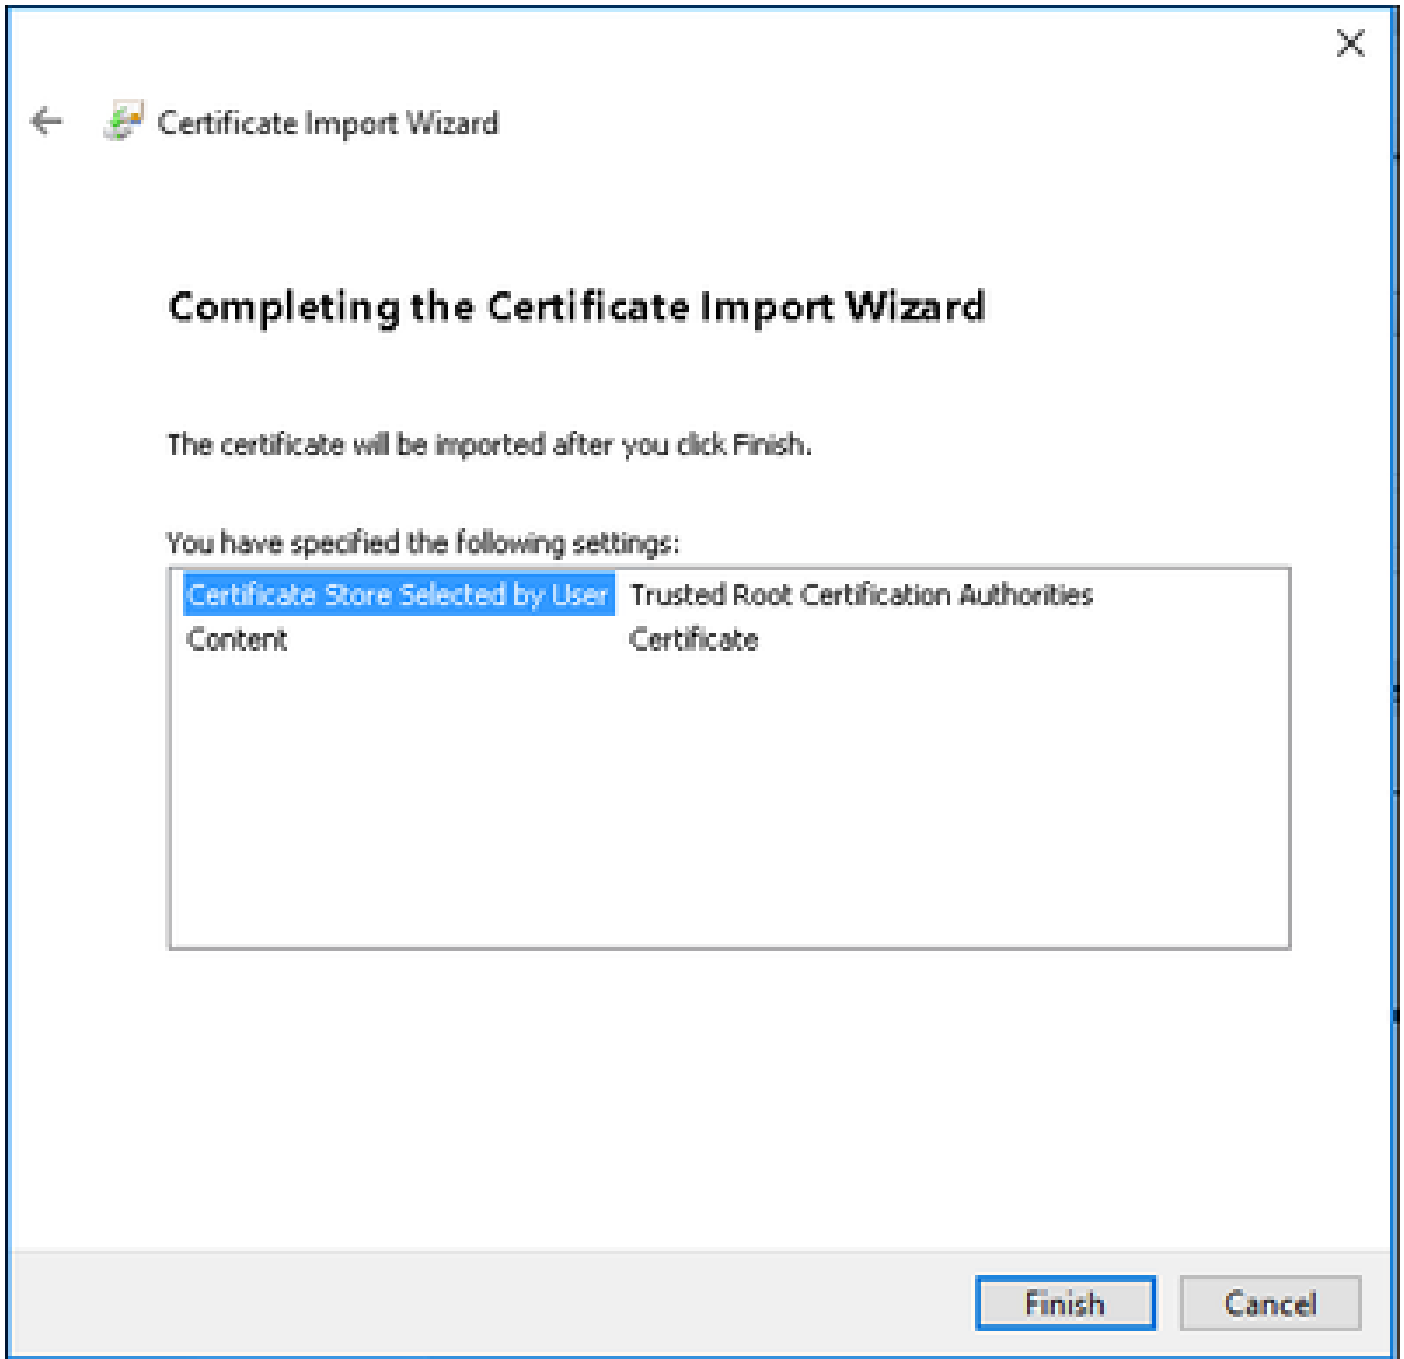 Certificate Import Wizard
Completing the Certificate Import Wizard
The certificate will be imported after you click Finish.
You have specified the following settings:
Certificate Store Selected by User Trusted Root Certification Authorities
Content Certificate
Finish Cancel